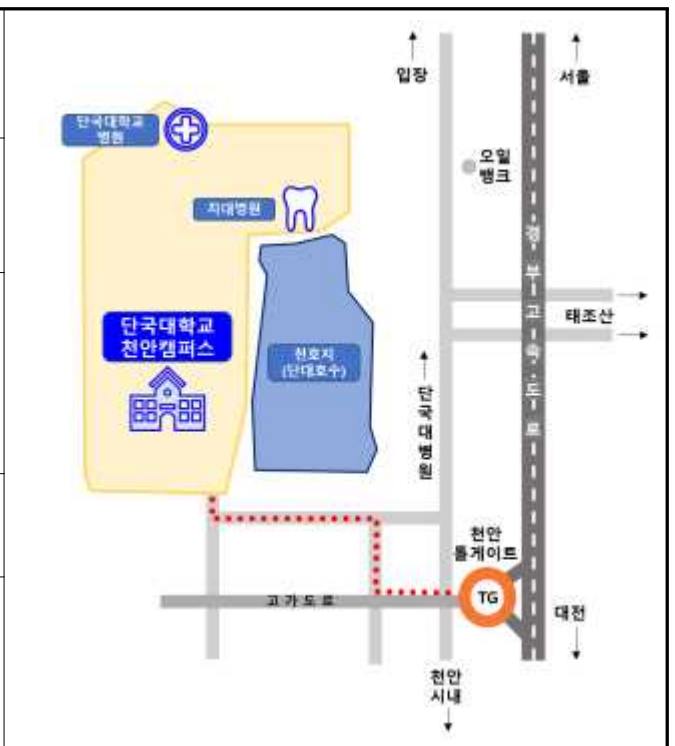 입장
서울
단국대학교
병원
오일
뱅크
치대병원
경부고속도로
태조산
단국대학교
천안캠퍼스
천호지
(단대호수)
단국대병원
천안
톨게이트
TG
고가도로
대전
천안
시내